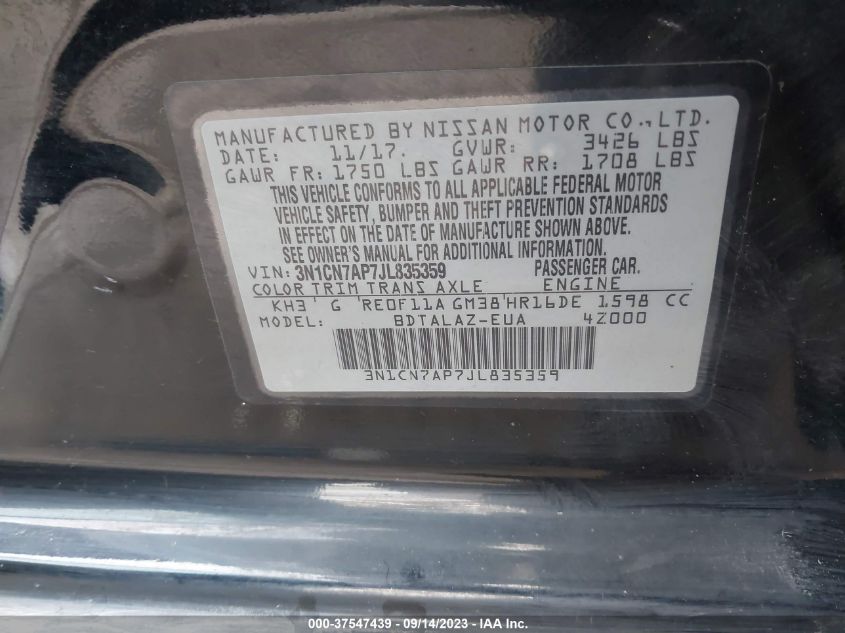 MANUFACTURED BY NISSAN MOTOR CO.,LTD.
DATE: 11/17. GVWR: 3426 LBS
GAWR FR: 1750 LBS GAWR RR: 1708 LBS
THIS VEHICLE CONFORMS TO ALL APPLICABLE FEDERAL MOTOR
VEHICLE SAFETY, BUMPER AND THEFT PREVENTION STANDARDS
IN EFFECT ON THE DATE OF MANUFACTURE SHOWN ABOVE.
SEE OWNER'S MANUAL FOR ADDITIONAL INFORMATION.
VIN: 3N1CN7AP7JL835359 PASSENGER CAR.
COLOR TRIM TRANS AXLE ENGINE
KH3 G RE0F11A GM38 HR16DE 1598 CC
MODEL: BDTALAZ-EUA 4Z000
3N1CN7AP7JL835359
000-37547439 - 09/14/2023 - IAA Inc.